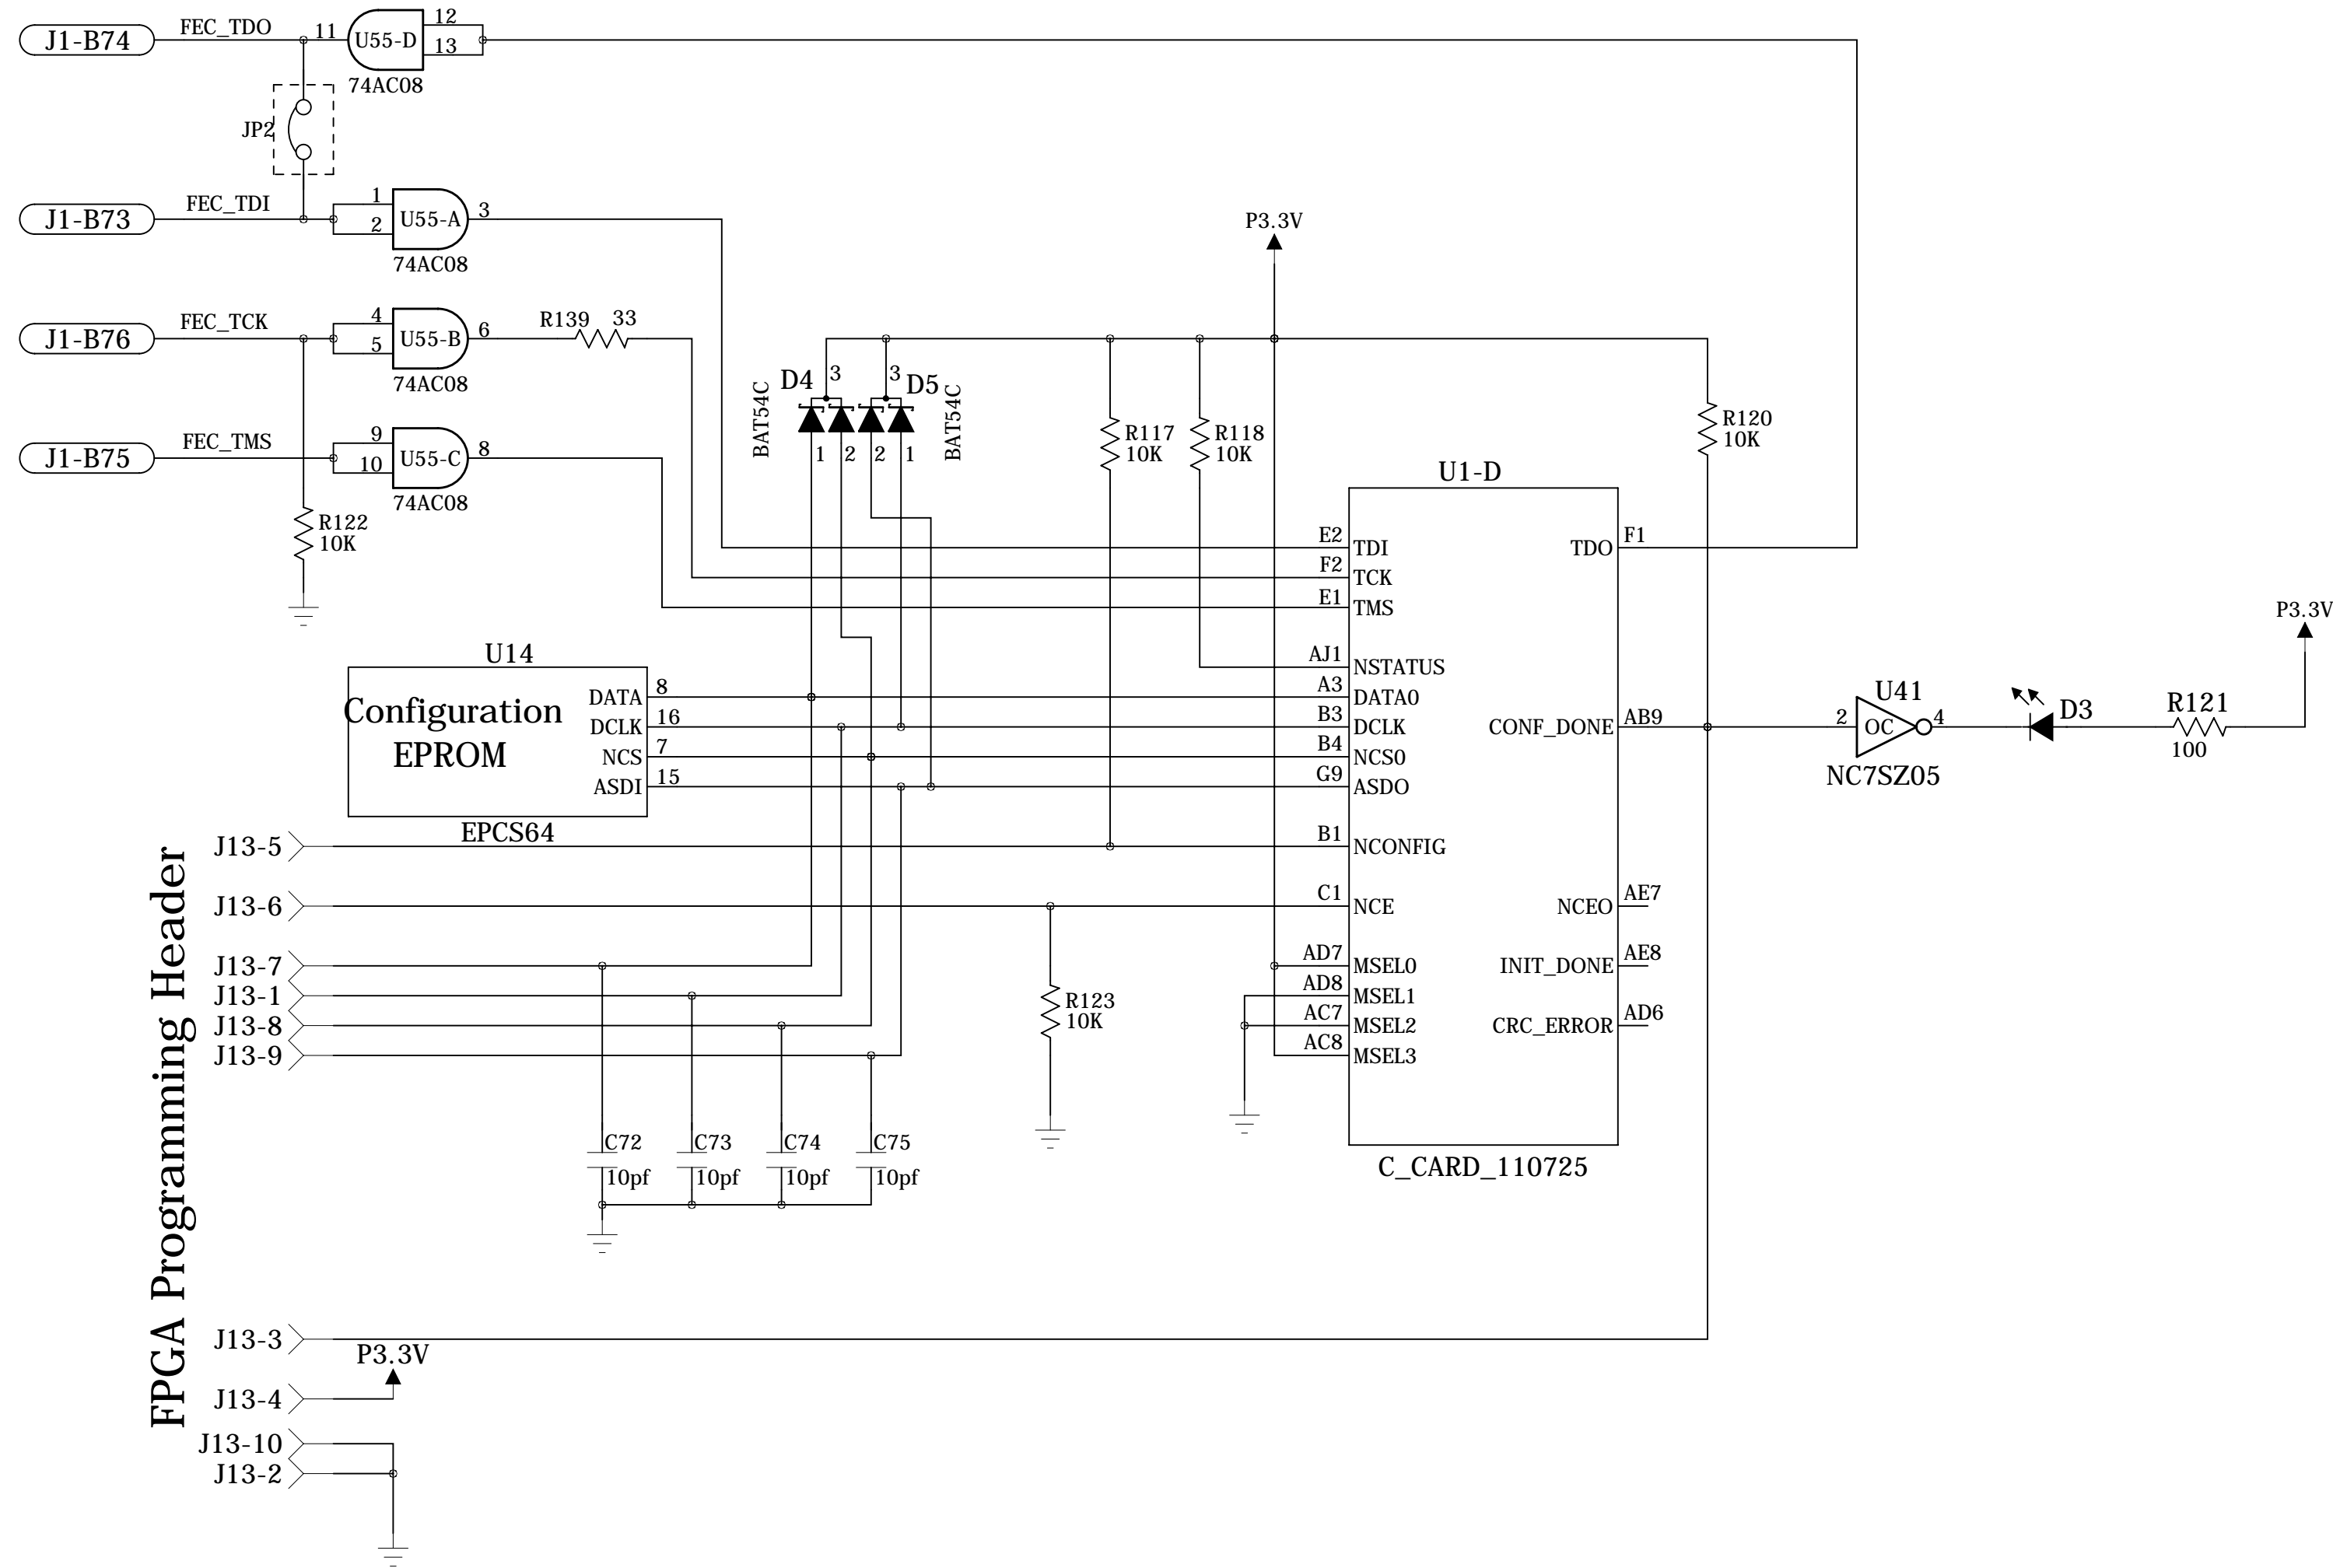 J1-B74
FEC_TDO
11
U55-D
12
13
74AC08
JP2
J1-B73
FEC_TDI
1
2
U55-A
3
74AC08
J1-B76
FEC_TCK
4
5
U55-B
6
74AC08
R139 33
J1-B75
FEC_TMS
9
10
U55-C
8
74AC08
R122
10K
P3.3V
BAT54C
D4
3
3
D5
BAT54C
1
2
2
1
R117
10K
R118
10K
R120
10K
U1-D
E2
TDI
F2
TCK
E1
TMS
AJ1
NSTATUS
A3
DATA0
B3
DCLK
B4
NCS0
G9
ASDO
B1
NCONFIG
C1
NCE
AD7
MSEL0
AD8
MSEL1
AC7
MSEL2
AC8
MSEL3
TDO
F1
CONF_DONE
AB9
NCEO
AE7
INIT_DONE
AE8
CRC_ERROR
AD6
C_CARD_110725
U41
2
OC
4
NC7SZ05
D3
R121
100
P3.3V
U14
Configuration
EPROM
DATA
8
DCLK
16
NCS
7
ASDI
15
EPCS64
FPGA Programming Header
J13-5
J13-6
J13-7
J13-1
J13-8
J13-9
R123
10K
C72
10pf
C73
10pf
C74
10pf
C75
10pf
J13-3
P3.3V
J13-4
J13-10
J13-2